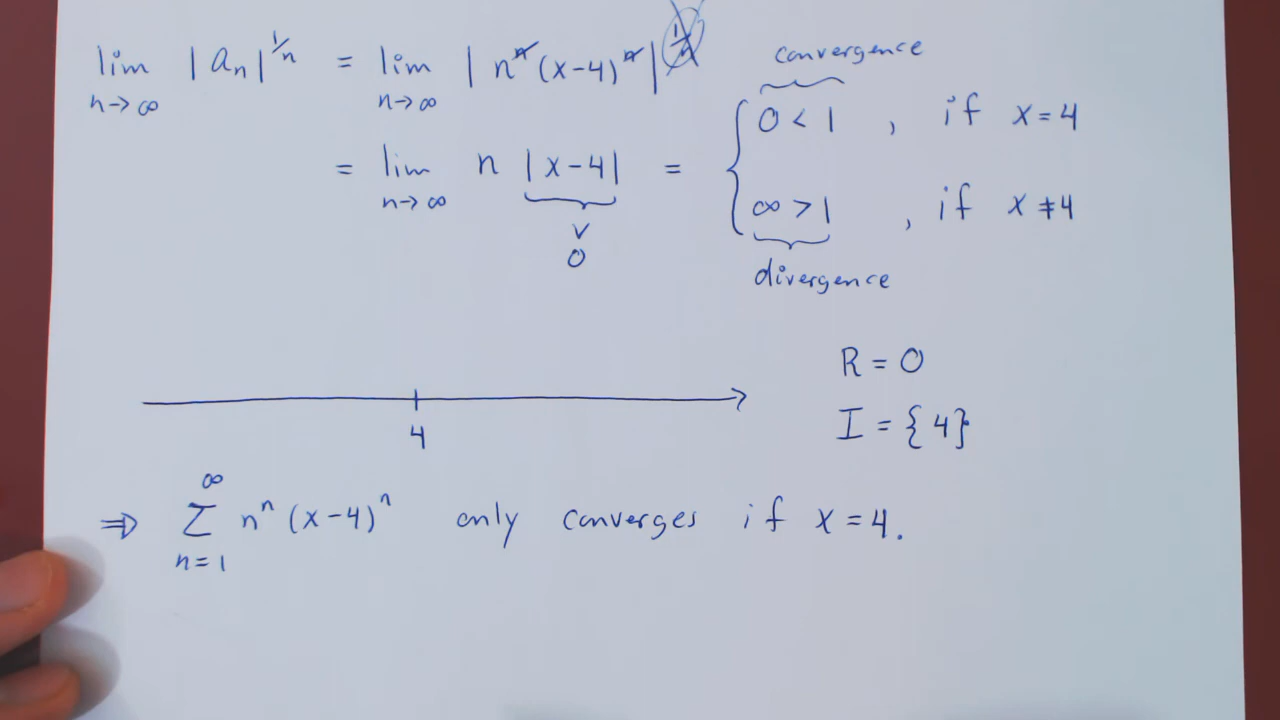 lim n→∞ |aₙ|^{1/n} = lim n→∞ |nⁿ(x-4)ⁿ|^{1/n}
convergence
0 < 1 , if x = 4
= lim n→∞ n |x-4| =
∞ > 1 , if x ≠ 4
v
0
divergence
R = 0
4
I = {4}
⇒ ∑_{n=1}^{∞} nⁿ (x-4)ⁿ only converges if x = 4.